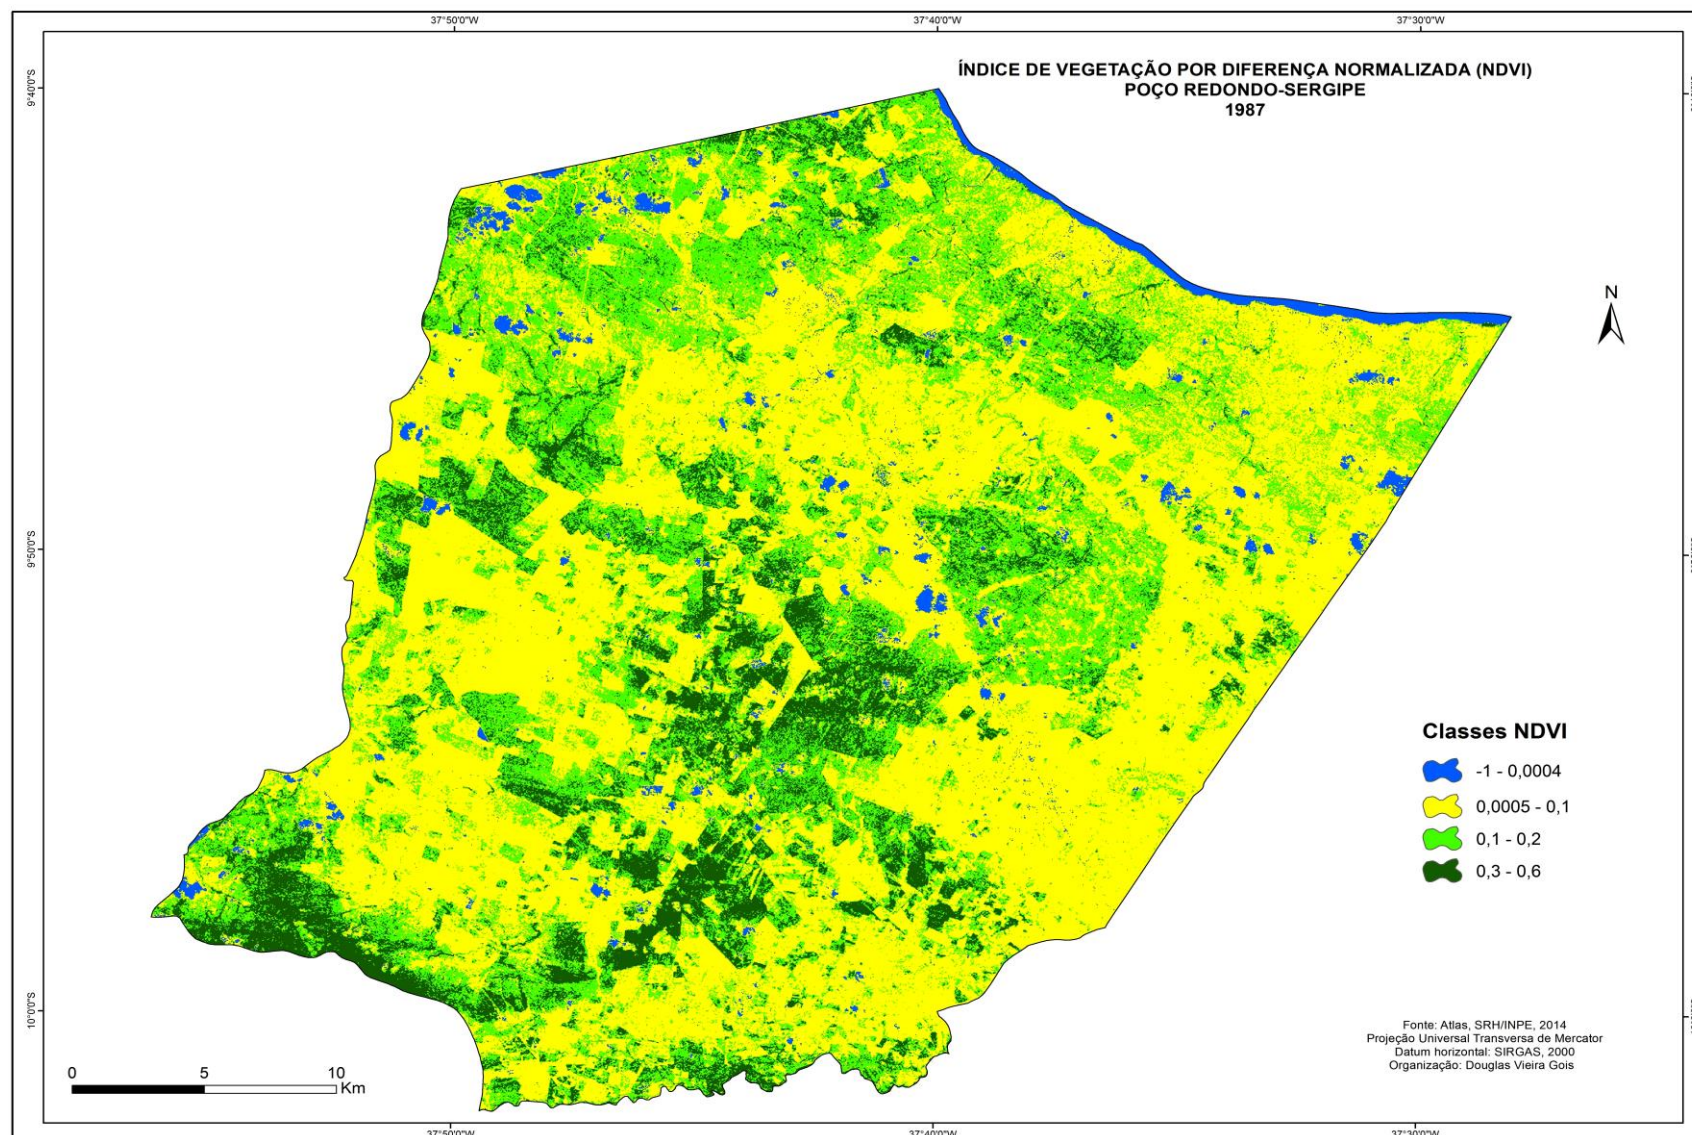 37°50'0"W 37°40'0"W 37°30'0"W
ÍNDICE DE VEGETAÇÃO POR DIFERENÇA NORMALIZADA (NDVI)
POÇO REDONDO-SERGIPE
1987
9°40'0"S
N
9°50'0"S
Classes NDVI
-1 - 0,0004
0,0005 - 0,1
0,1 - 0,2
0,3 - 0,6
10°0'0"S
Fonte: Atlas, SRH/INPE, 2014
Projeção Universal Transversa de Mercator
Datum horizontal: SIRGAS, 2000
Organização: Douglas Vieira Gois
0 5 10
Km
37°50'0"W 37°40'0"W 37°30'0"W